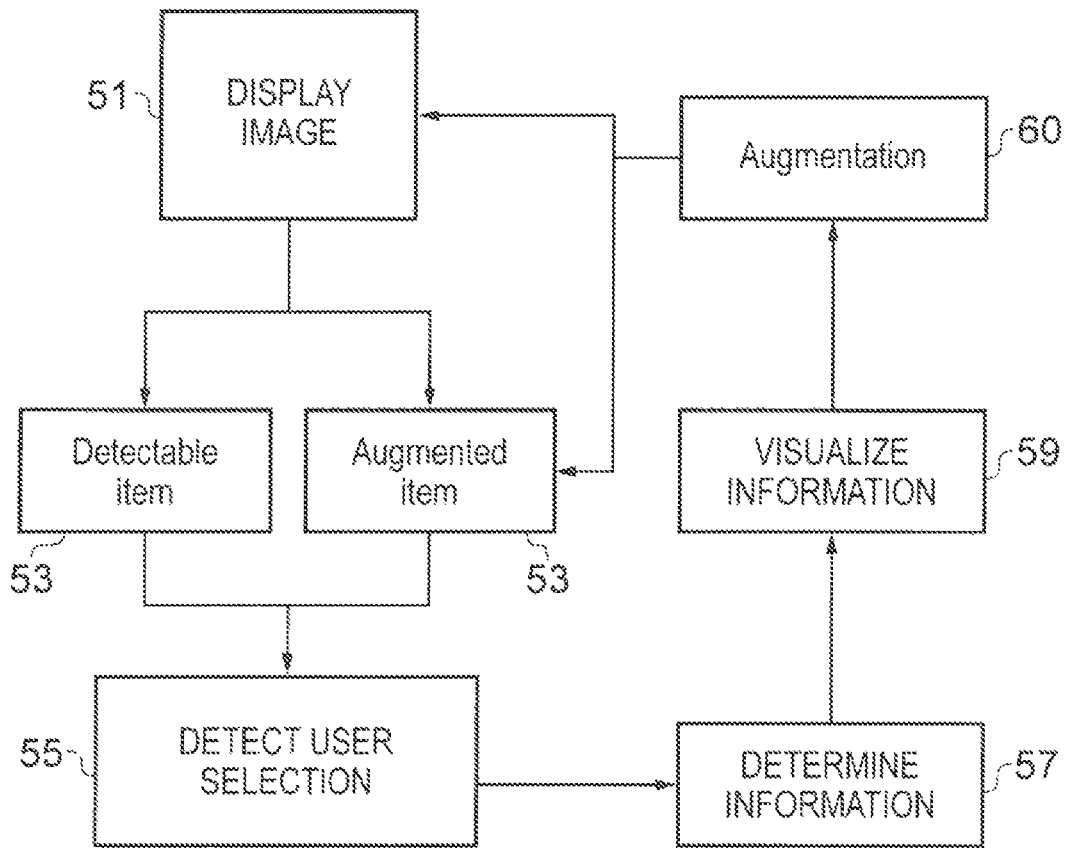 51
DISPLAY
IMAGE
Augmentation
60
Detectable
item
Augmented
item
VISUALIZE
INFORMATION
59
53
53
55
DETECT USER
SELECTION
DETERMINE
INFORMATION
57